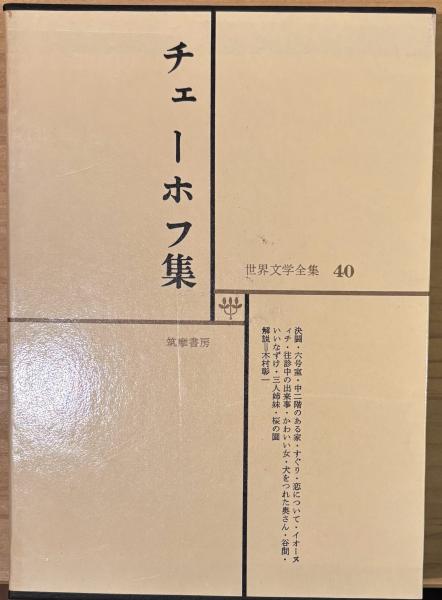 チェーホフ集
世界文学全集 40
筑摩書房
決闘・六号室・中二階のある家・すぐり・恋について・イオーヌ
ィチ・往診中の出来事・かわいい女・犬をつれた奥さん・谷間・
いいなずけ・三人姉妹・桜の園
解説=木村彰一